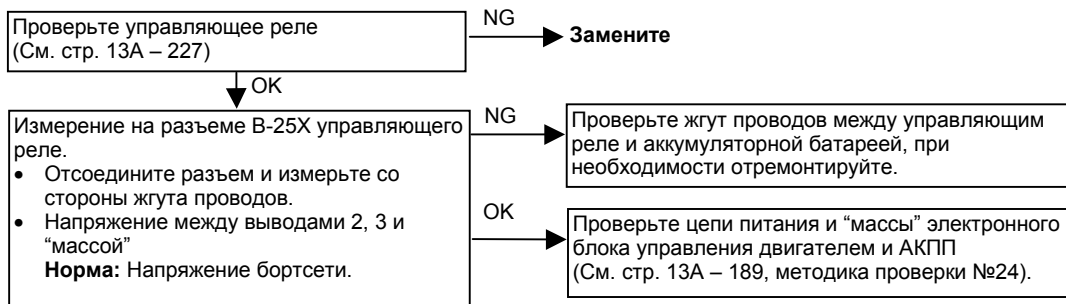 Проверьте управляющее реле
(См. стр. 13А – 227)
NG
Замените
OK
Измерение на разъеме В-25Х управляющего
реле.
• Отсоедините разъем и измерьте со
стороны жгута проводов.
• Напряжение между выводами 2, 3 и
“массой”
Норма: Напряжение бортсети.
NG
Проверьте жгут проводов между управляющим
реле и аккумуляторной батареей, при
необходимости отремонтируйте.
OK
Проверьте цепи питания и “массы” электронного
блока управления двигателем и АКПП
(См. стр. 13А – 189, методика проверки №24).